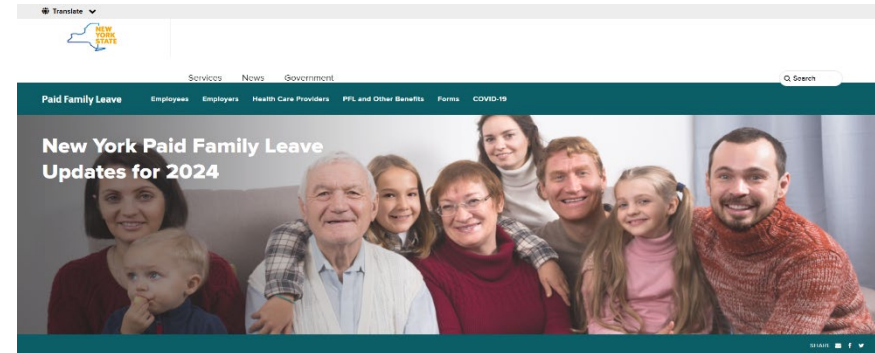 Translate
NEW
YORK
STATE
Services News Government
Search
Paid Family Leave Employees Employers Health Care Providers PFL and Other Benefits Forms COVID-19
New York Paid Family Leave
Updates for 2024
SHARE